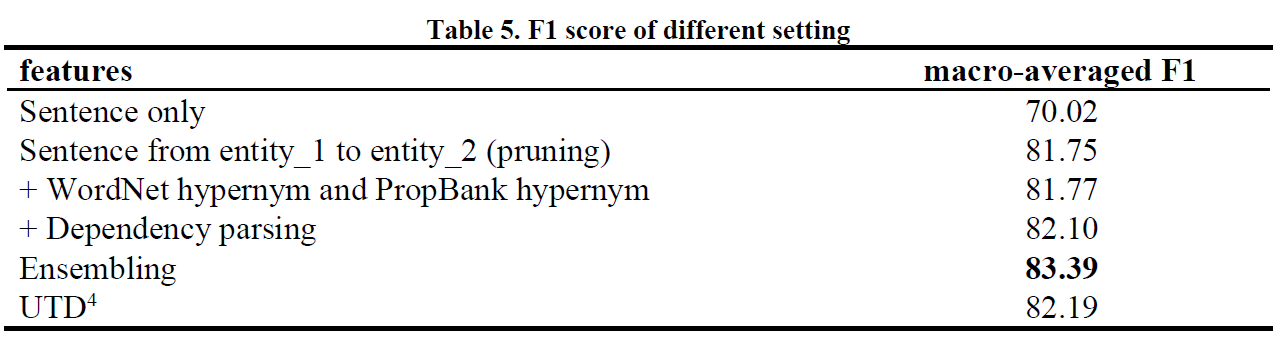 Table 5. F1 score of different setting
features macro-averaged F1
Sentence only 70.02
Sentence from entity_1 to entity_2 (pruning) 81.75
+ WordNet hypernym and PropBank hypernym 81.77
+ Dependency parsing 82.10
Ensembling 83.39
UTD⁴ 82.19